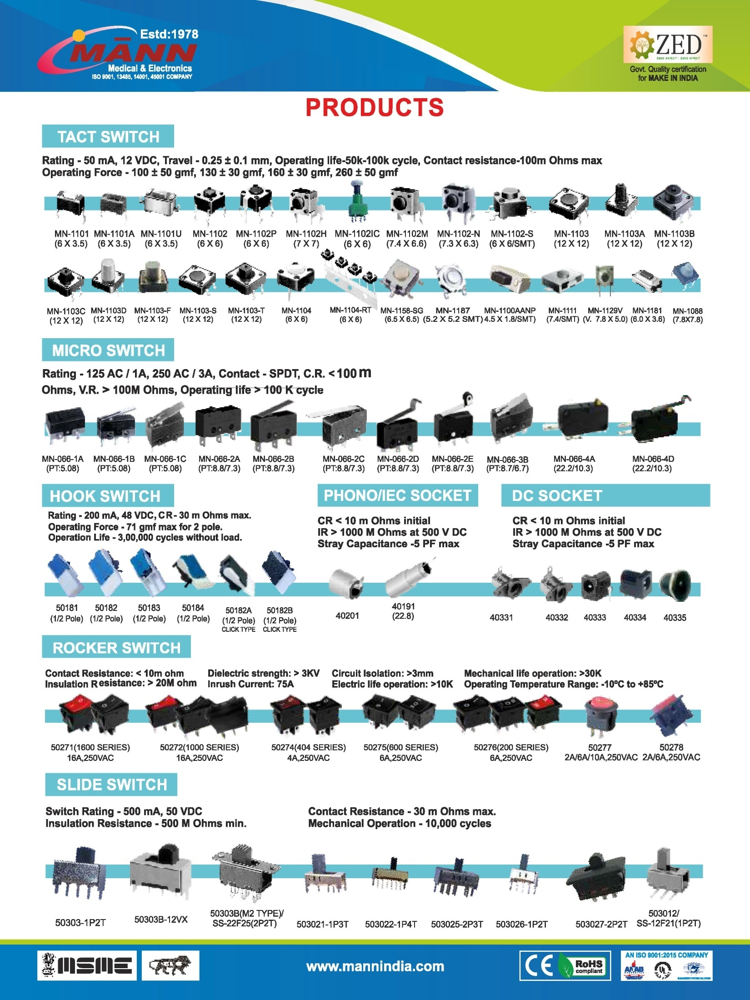 Estd:1978
MĀNN
Medical & Electronics
ISO 9001, 13485, 14001, 45001 COMPANY
ZED™
ZERO DEFECT - ZERO EFFECT
Govt. Quality certification
for MAKE IN INDIA
PRODUCTS
TACT SWITCH
Rating - 50 mA, 12 VDC, Travel - 0.25 ± 0.1 mm, Operating life-50k-100k cycle, Contact resistance-100m Ohms max
Operating Force - 100 ± 50 gmf, 130 ± 30 gmf, 160 ± 30 gmf, 260 ± 50 gmf
MN-1101 MN-1101A MN-1101U MN-1102 MN-1102P MN-1102H MN-1102IC MN-1102M MN-1102-N MN-1102-S MN-1103 MN-1103A MN-1103B
(6 X 3.5) (6 X 3.5) (6 X 3.5) (6 X 6) (6 X 6) (7 X 7) (6 X 6) (7.4 X 6.6) (7.3 X 6.3) (6 X 6/SMT) (12 X 12) (12 X 12) (12 X 12)
MN-1103C MN-1103D MN-1103-F MN-1103-S MN-1103-T MN-1104 MN-1104-RT MN-1158-SG MN-1187 MN-1100AANP MN-1111 MN-1129V MN-1181 MN-1088
(12 X 12) (12 X 12) (12 X 12) (12 X 12) (12 X 12) (6 X 6) (6 X 6) (6.5 X 6.5) (5.2 X 5.2 SMT) 4.5 X 1.8/SMT) (7.4/SMT) (V. 7.8 X 5.0) (6.0 X 3.6) (7.8X7.8)
MICRO SWITCH
Rating - 125 AC / 1A, 250 AC / 3A, Contact - SPDT, C.R. <100 m
Ohms, V.R. > 100M Ohms, Operating life > 100 K cycle
MN-066-1A MN-066-1B MN-066-1C MN-066-2A MN-066-2B MN-066-2C MN-066-2D MN-066-2E MN-066-3B MN-066-4A MN-066-4D
(PT:5.08) (PT:5.08) (PT:5.08) (PT:8.8/7.3) (PT:8.8/7.3) (PT:8.8/7.3) (PT:8.8/7.3) (PT:8.8/7.3) (PT:8.7/6.7) (22.2/10.3) (22.2/10.3)
HOOK SWITCH
Rating - 200 mA, 48 VDC, CR- 30 m Ohms max.
Operating Force - 71 gmf max for 2 pole.
Operation Life - 3,00,000 cycles without load.
50181 50182 50183 50184 50182A 50182B
(1/2 Pole) (1/2 Pole) (1/2 Pole) (1/2 Pole) (1/2 Pole) (1/2 Pole)
CLICK TYPE CLICK TYPE
PHONO/IEC SOCKET
CR < 10 m Ohms initial
IR > 1000 M Ohms at 500 V DC
Stray Capacitance -5 PF max
40201 40191
(22.8)
DC SOCKET
CR < 10 m Ohms initial
IR > 1000 M Ohms at 500 V DC
Stray Capacitance -5 PF max
40331 40332 40333 40334 40335
ROCKER SWITCH
Contact Resistance: < 10m ohm Dielectric strength: > 3KV Circuit Isolation: >3mm Mechanical life operation: >30K
Insulation Resistance: > 20M ohm Inrush Current: 75A Electric life operation: >10K Operating Temperature Range: -10ºC to +85ºC
50271(1600 SERIES) 50272(1000 SERIES) 50274(404 SERIES) 50275(600 SERIES) 50276(200 SERIES) 50277 50278
16A,250VAC 16A,250VAC 4A,250VAC 6A,250VAC 6A,250VAC 2A/6A/10A,250VAC 2A/6A,250VAC
SLIDE SWITCH
Switch Rating - 500 mA, 50 VDC Contact Resistance - 30 m Ohms max.
Insulation Resistance - 500 M Ohms min. Mechanical Operation - 10,000 cycles
50303-1P2T 50303B-12VX 50303B(M2 TYPE)/ 503021-1P3T 503022-1P4T 503025-2P3T 503026-1P2T 503027-2P2T 503012/
SS-22F25(2P2T) SS-12F21(1P2T)
MSME
www.mannindia.com
CE
RoHS
compliant
AN ISO 9001:2015 COMPANY
ANAB
UL